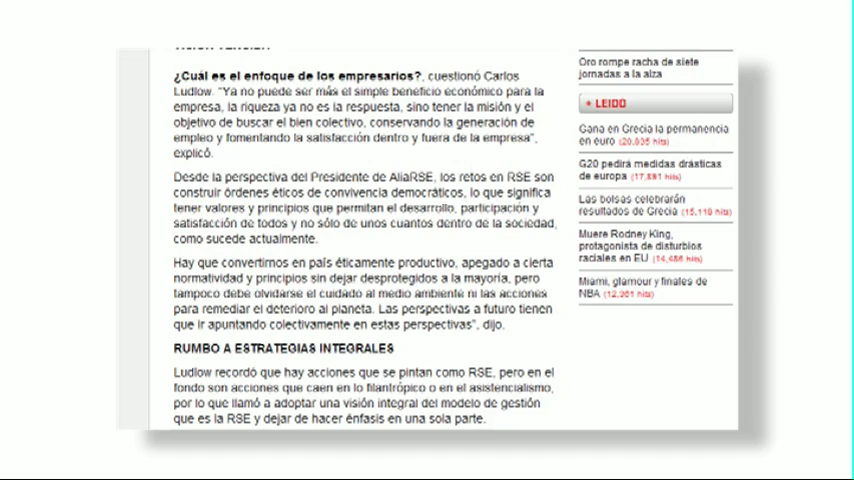 ¿Cuál es el enfoque de los empresarios?, cuestionó Carlos
Ludlow. "Ya no puede ser más el simple beneficio económico para la
empresa, la riqueza ya no es la respuesta, sino tener la misión y el
objetivo de buscar el bien colectivo, conservando la generación de
empleo y fomentando la satisfacción dentro y fuera de la empresa",
explicó.
Desde la perspectiva del Presidente de AliaRSE, los retos en RSE son
construir órdenes éticos de convivencia democráticos, lo que significa
tener valores y principios que permitan el desarrollo, participación y
satisfacción de todos y no sólo de unos cuantos dentro de la sociedad,
como sucede actualmente.
Hay que convertirnos en país éticamente productivo, apegado a cierta
normatividad y principios sin dejar desprotegidos a la mayoría, pero
tampoco debe olvidarse el cuidado al medio ambiente ni las acciones
para remediar el deterioro al planeta. Las perspectivas a futuro tienen
que ir apuntando colectivamente en estas perspectivas", dijo.
RUMBO A ESTRATEGIAS INTEGRALES
Ludlow recordó que hay acciones que se pintan como RSE, pero en el
fondo son acciones que caen en lo filantrópico o en el asistencialismo,
por lo que llamó a adoptar una visión integral del modelo de gestión
que es la RSE y dejar de hacer énfasis en una sola parte.
Oro rompe racha de siete
jornadas a la alza
+ LEIDO
Gana en Grecia la permanencia
en euro (20,835 hits)
G20 pedirá medidas drásticas
de europa (17,881 hits)
Las bolsas celebrarán
resultados de Grecia (15,118 hits)
Muere Rodney King,
protagonista de disturbios
raciales en EU (14,486 hits)
Miami, glamour y finales de
NBA (12,361 hits)